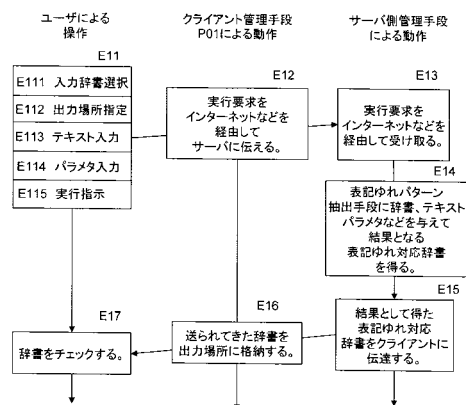 ユーザによる
操作
クライアント管理手段
P01による動作
サーバ側管理手段
による動作
E11
E111 入力辞書選択
E112 出力場所指定
E113 テキスト入力
E114 パラメタ入力
E115 実行指示
E12
実行要求を
インターネットなどを
経由して
サーバに伝える。
E13
実行要求を
インターネットなどを
経由して受け取る。
E14
表記ゆれパターン
抽出手段に辞書、テキスト
パラメタなどを与えて
結果となる
表記ゆれ対応辞書
を得る。
E15
結果として得た
表記ゆれ対応
辞書をクライアントに
伝達する。
E16
送られてきた辞書を
出力場所に格納する。
E17
辞書をチェックする。